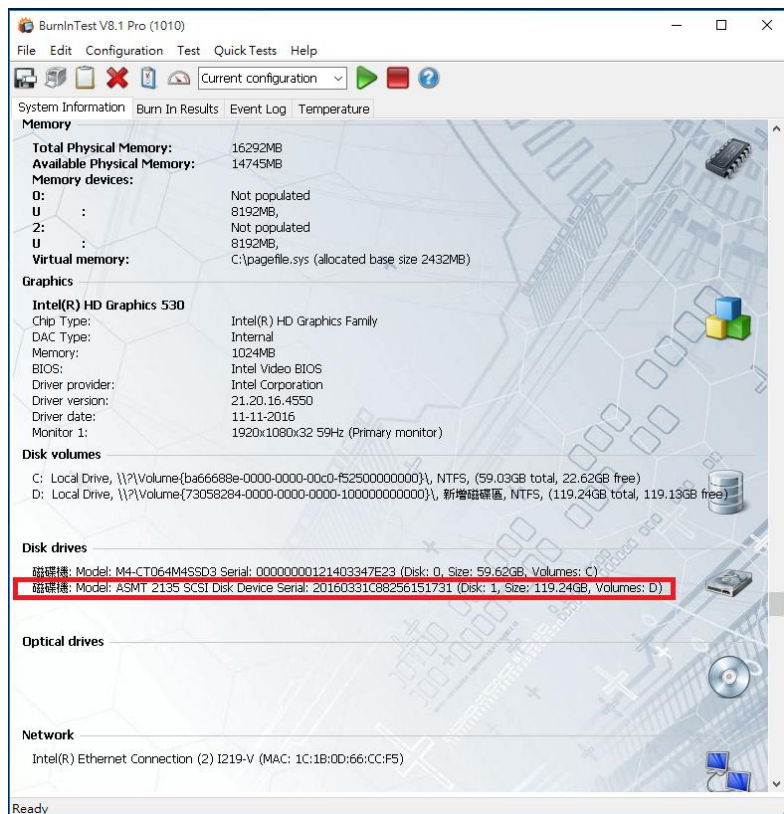 BurnInTest V8.1 Pro (1010)
File Edit Configuration Test Quick Tests Help
Current configuration
System Information Burn In Results Event Log Temperature
Memory
Total Physical Memory: 16292MB
Available Physical Memory: 14745MB
Memory devices:
0: Not populated
U : 8192MB,
2: Not populated
U : 8192MB,
Virtual memory: C:\pagefile.sys (allocated base size 2432MB)
Graphics
Intel(R) HD Graphics 530
Chip Type: Intel(R) HD Graphics Family
DAC Type: Internal
Memory: 1024MB
BIOS: Intel Video BIOS
Driver provider: Intel Corporation
Driver version: 21.20.16.4550
Driver date: 11-11-2016
Monitor 1: 1920x1080x32 59Hz (Primary monitor)
Disk volumes
C: Local Drive, \\?\Volume{ba66688e-0000-0000-00c0-f52500000000}\, NTFS, (59.03GB total, 22.62GB free)
D: Local Drive, \\?\Volume{73058284-0000-0000-0000-100000000000}\, 新增磁碟區, NTFS, (119.24GB total, 119.13GB free)
Disk drives
磁碟機: Model: M4-CT064M4SSD3 Serial: 00000000121403347E23 (Disk: 0, Size: 59.62GB, Volumes: C)
磁碟機: Model: ASMT 2135 SCSI Disk Device Serial: 20160331C88256151731 (Disk: 1, Size: 119.24GB, Volumes: D)
Optical drives
Network
Intel(R) Ethernet Connection (2) I219-V (MAC: 1C:1B:0D:66:CC:F5)
Ready